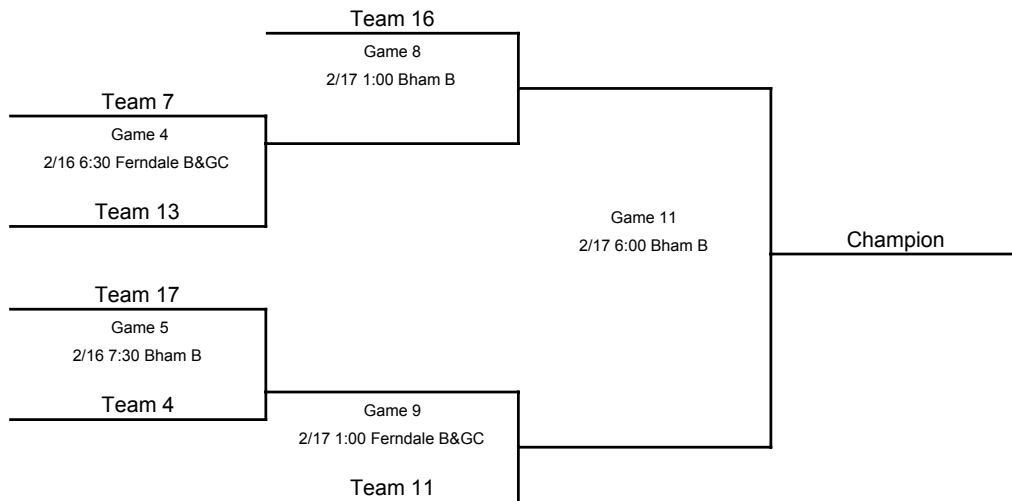 Team 16
Game 8
2/17 1:00 Bham B
Team 7
Game 4
2/16 6:30 Ferndale B&GC
Team 13
Game 11
2/17 6:00 Bham B
Champion
Team 17
Game 5
2/16 7:30 Bham B
Team 4
Game 9
2/17 1:00 Ferndale B&GC
Team 11